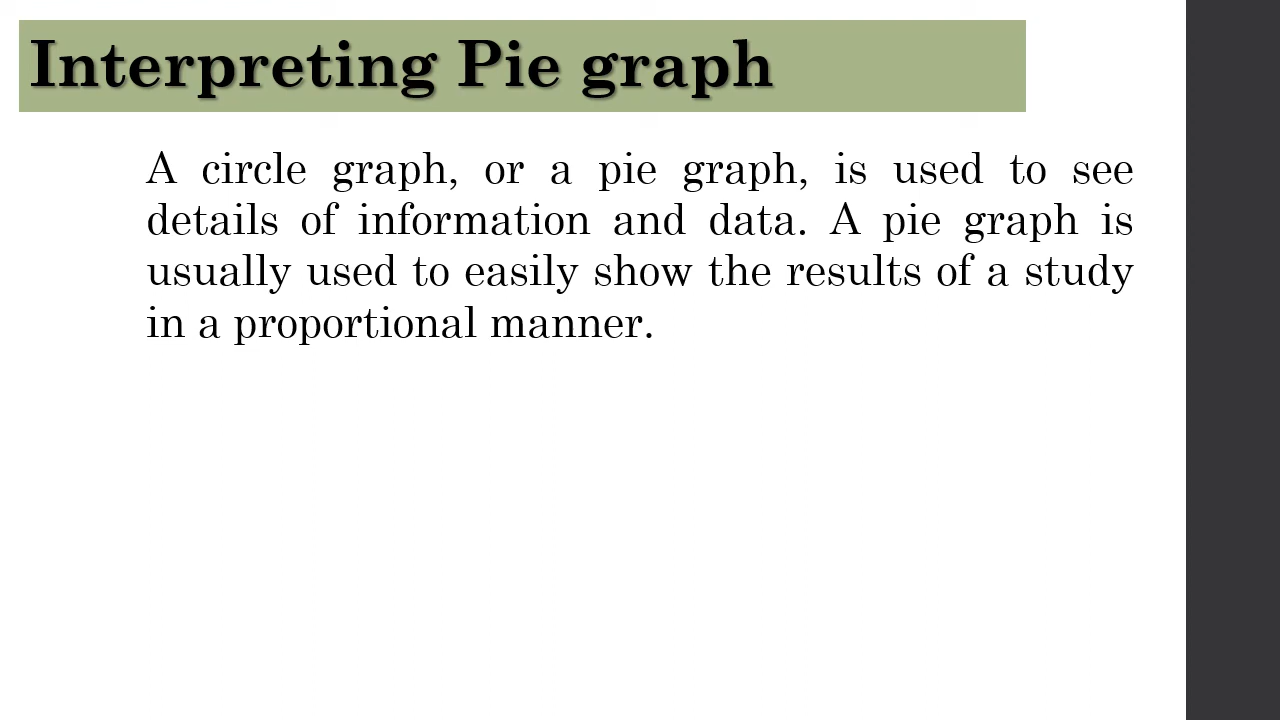 Interpreting Pie graph
A circle graph, or a pie graph, is used to see
details of information and data. A pie graph is
usually used to easily show the results of a study
in a proportional manner.